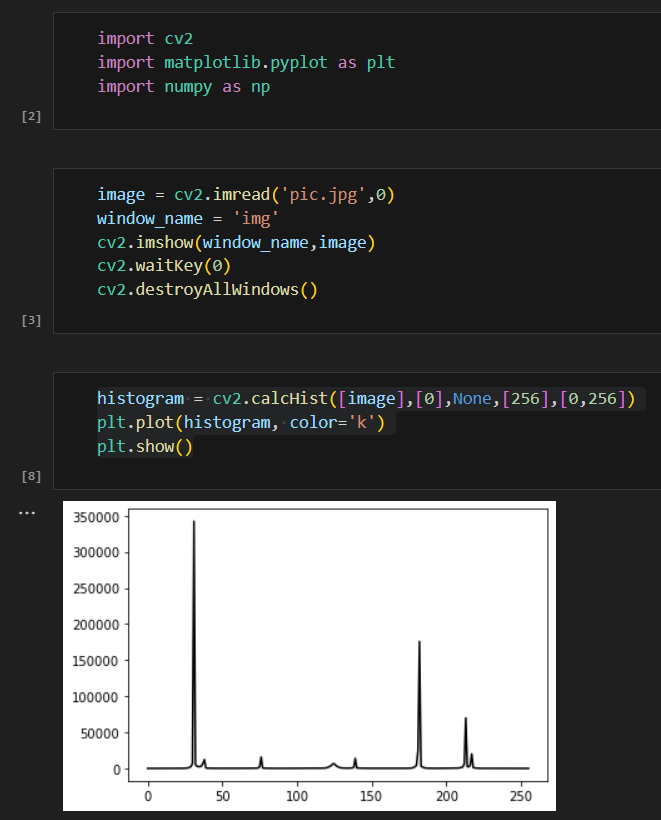 import cv2
import matplotlib.pyplot as plt
import numpy as np
[2]
image = cv2.imread('pic.jpg',0)
window_name = 'img'
cv2.imshow(window_name,image)
cv2.waitKey(0)
cv2.destroyAllWindows()
[3]
histogram = cv2.calcHist([image],[0],None,[256],[0,256])
plt.plot(histogram, color='k')
plt.show()
[8]
...
350000
300000
250000
200000
150000
100000
50000
0
0 50 100 150 200 250